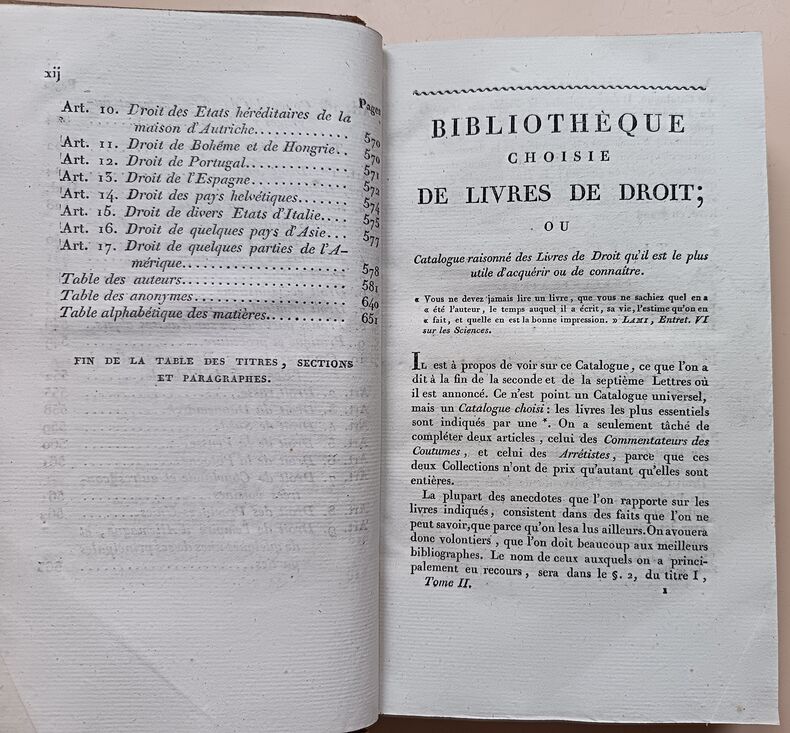 xij
Pages
Art. 10. Droit des Etats héréditaires de la
maison d'Autriche............ 570
Art. 11. Droit de Bohême et de Hongrie.. 570
Art. 12. Droit de Portugal........... 571
Art. 13. Droit de l'Espagne........... 572
Art. 14. Droit des pays helvétiques...... 574
Art. 15. Droit de divers Etats d'Italie... 575
Art. 16. Droit de quelques pays d'Asie.. 577
Art. 17. Droit de quelques parties de l'A-
mérique................ 578
Table des auteurs.................... 581
Table des anonymes.................. 640
Table alphabétique des matières......... 651
FIN DE LA TABLE DES TITRES, SECTIONS
ET PARAGRAPHES.
BIBLIOTHÈQUE
CHOISIE
DE LIVRES DE DROIT;
OU
Catalogue raisonné des Livres de Droit qu'il est le plus
utile d'acquérir ou de connaître.
« Vous ne devez jamais lire un livre, que vous ne sachiez quel en a
« été l'auteur, le temps auquel il a écrit, sa vie, l'estime qu'on en
« fait, et quelle en est la bonne impression. » LAMI, Entret. VI
sur les Sciences.
IL est à propos de voir sur ce Catalogue, ce que l'on a
dit à la fin de la seconde et de la septième Lettres où
il est annoncé. Ce n'est point un Catalogue universel,
mais un Catalogue choisi : les livres les plus essentiels
sont indiqués par une *. On a seulement tâché de
compléter deux articles, celui des Commentateurs des
Coutumes, et celui des Arrêtistes, parce que ces
deux Collections n'ont de prix qu'autant qu'elles sont
entières.
La plupart des anecdotes que l'on rapporte sur les
livres indiqués, consistent dans des faits que l'on ne
peut savoir, que parce qu'on les a lus ailleurs. On avouera
donc volontiers, que l'on doit beaucoup aux meilleurs
bibliographes. Le nom de ceux auxquels on a princi-
palement eu recours, sera dans le §. 2, du titre I,
Tome II.
1